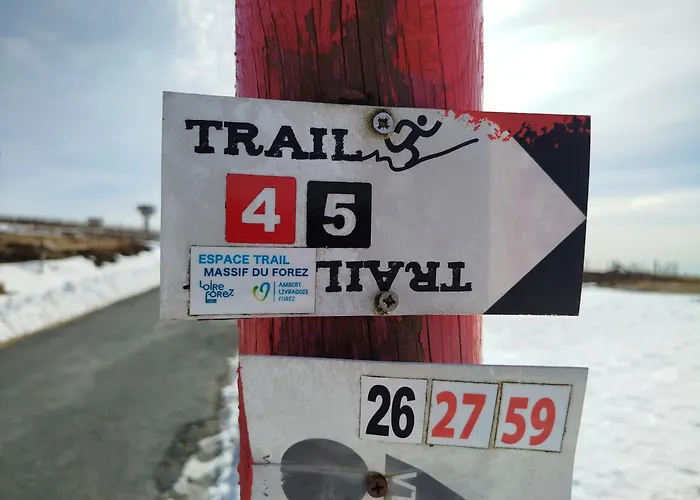 TRAIL
4 5
ESPACE TRAIL
MASSIF DU FOREZ
LOIRE
FOREZ
AMBERT
LIVRADOIS
FOREZ
TRAIL
26 27 59